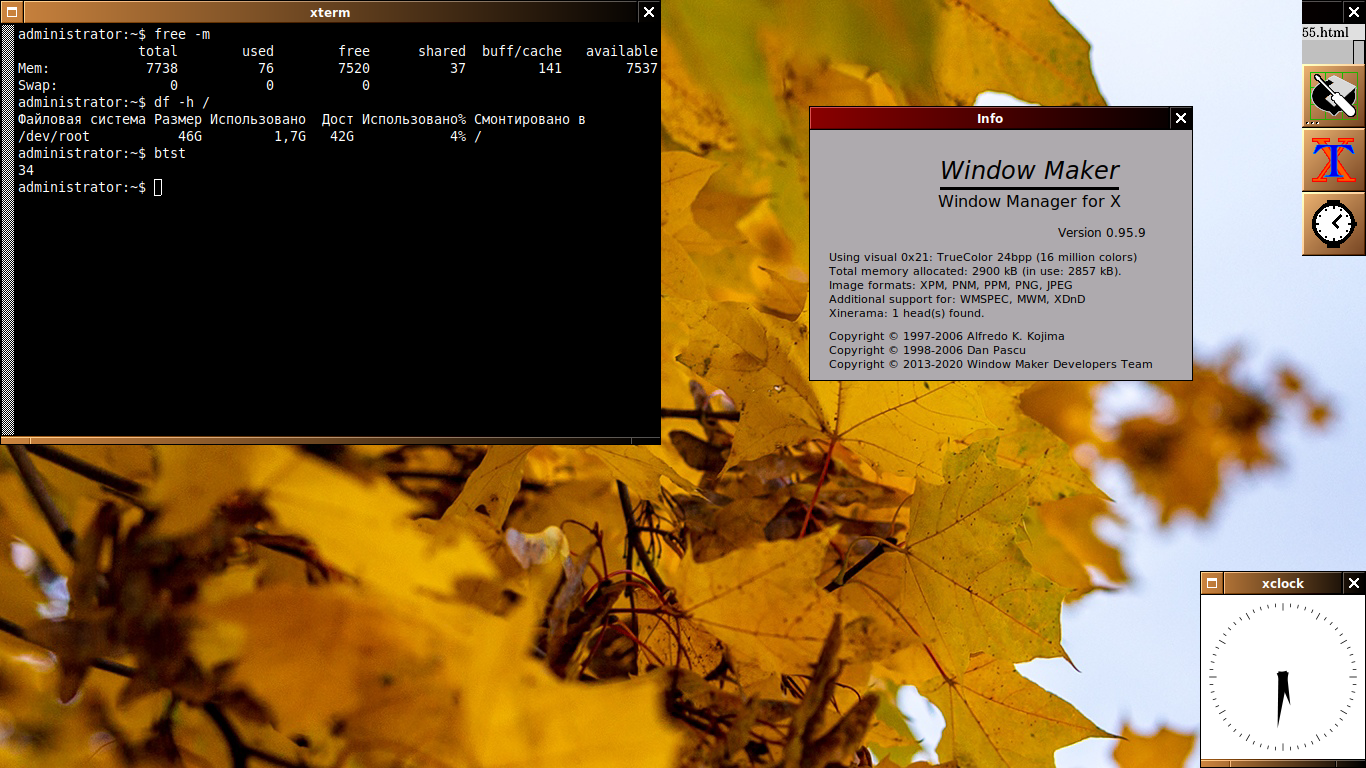 xterm
administrator:~$ free -m
total used free shared buff/cache available
Mem: 7738 76 7520 37 141 7537
Swap: 0 0 0
administrator:~$ df -h /
Файловая система Размер Использовано Дост Использовано% Смонтировано в
/dev/root 46G 1,7G 42G 4% /
administrator:~$ btst
34
administrator:~$
55.html
Info
Window Maker
Window Manager for X
Version 0.95.9
Using visual 0x21: TrueColor 24bpp (16 million colors)
Total memory allocated: 2900 kB (in use: 2857 kB).
Image formats: XPM, PNM, PPM, PNG, JPEG
Additional support for: WMSPEC, MWM, XDnD
Xinerama: 1 head(s) found.
Copyright © 1997-2006 Alfredo K. Kojima
Copyright © 1998-2006 Dan Pascu
Copyright © 2013-2020 Window Maker Developers Team
xclock